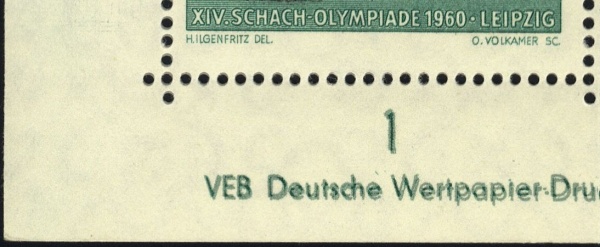 XIV. SCHACH-OLYMPIADE 1960 · LEIPZIG
H. ILGENFRITZ DEL. O. VOLKAMER SC.
1
VEB Deutsche Wertpapier-Dru